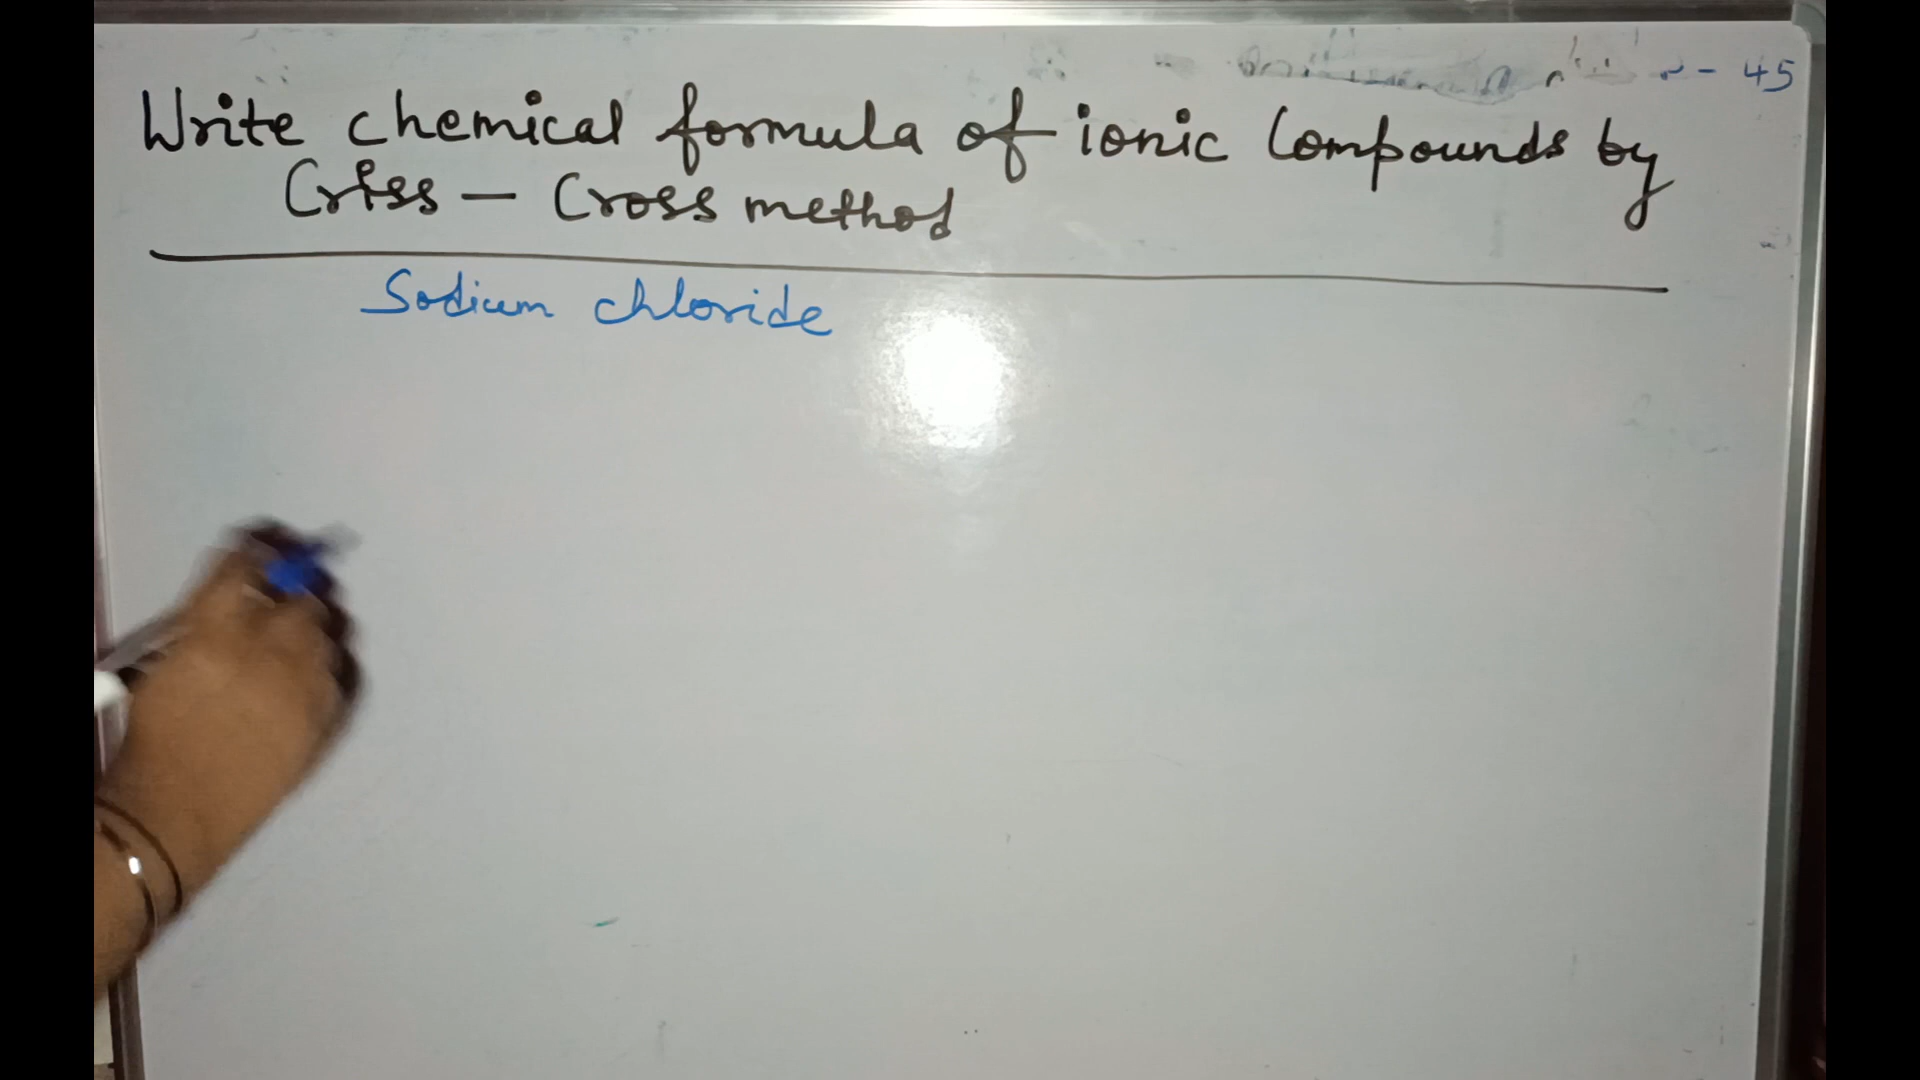 - 45
Write chemical formula of ionic Compounds by
Criss - Cross method
Sodium chloride